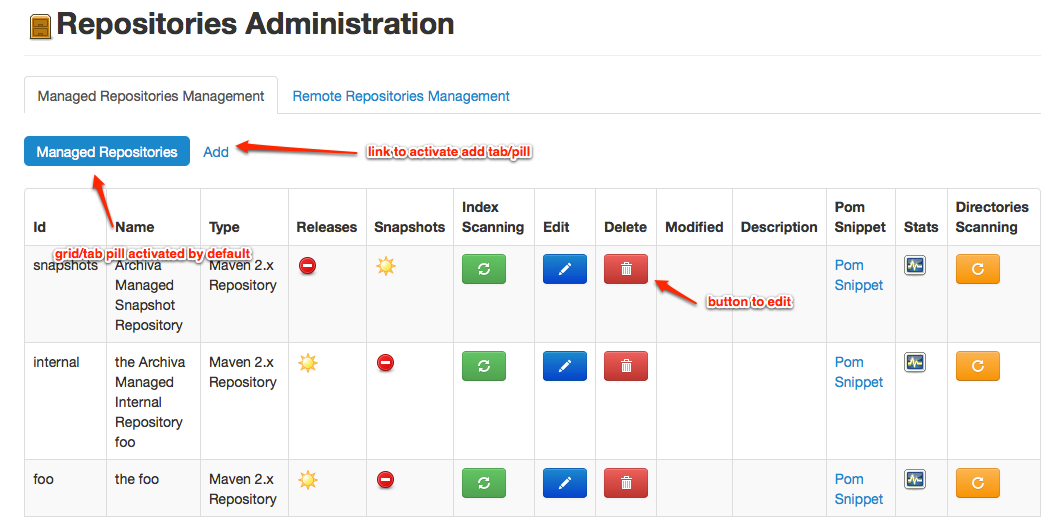 Repositories Administration
Managed Repositories Management
Remote Repositories Management
Managed Repositories
Add
link to activate add tab/pill
Id
Name
Type
Releases
Snapshots
Index
Scanning
Edit
Delete
Modified
Description
Pom
Snippet
Stats
Directories
Scanning
grid/tab pill activated by default
snapshots
Archiva
Managed
Snapshot
Repository
Maven 2.x
Repository
button to edit
Pom
Snippet
internal
the Archiva
Managed
Internal
Repository
foo
Maven 2.x
Repository
Pom
Snippet
foo
the foo
Maven 2.x
Repository
Pom
Snippet